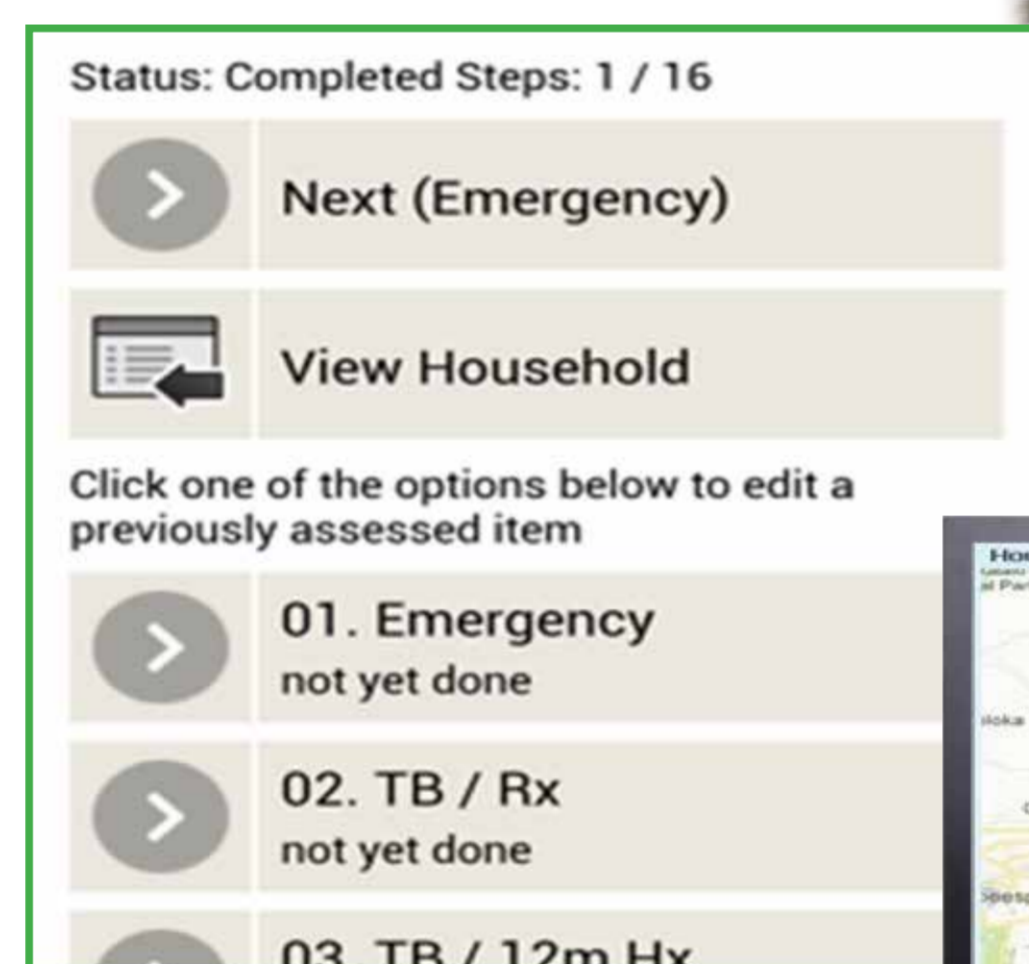 Status: Completed Steps: 1 / 16
Next (Emergency)
View Household
Click one of the options below to edit a
previously assessed item
01. Emergency
not yet done
02. TB / Rx
not yet done
03. TB / 12m Hx